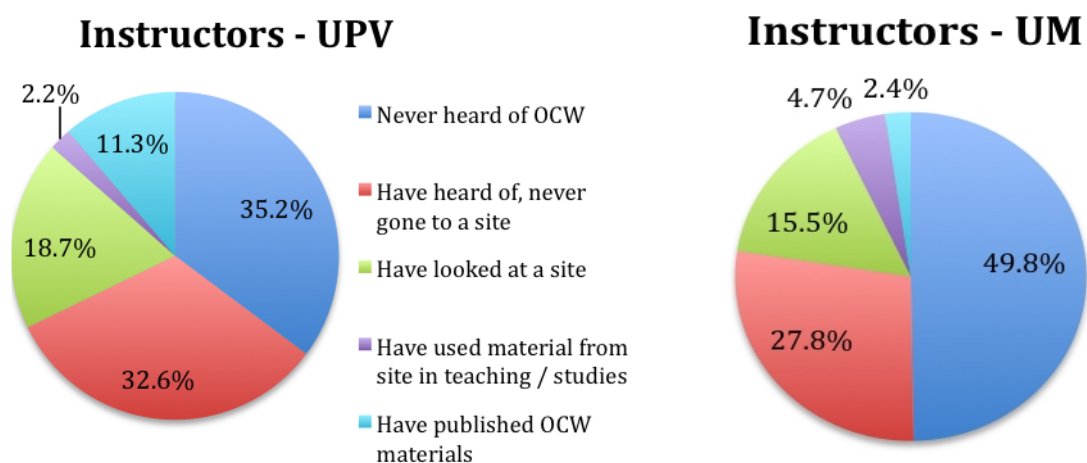 Instructors - UPV
2.2%
11.3%
35.2%
18.7%
32.6%
Never heard of OCW
Have heard of, never
gone to a site
Have looked at a site
Have used material from
site in teaching / studies
Have published OCW
materials
Instructors - UM
4.7%
2.4%
15.5%
49.8%
27.8%